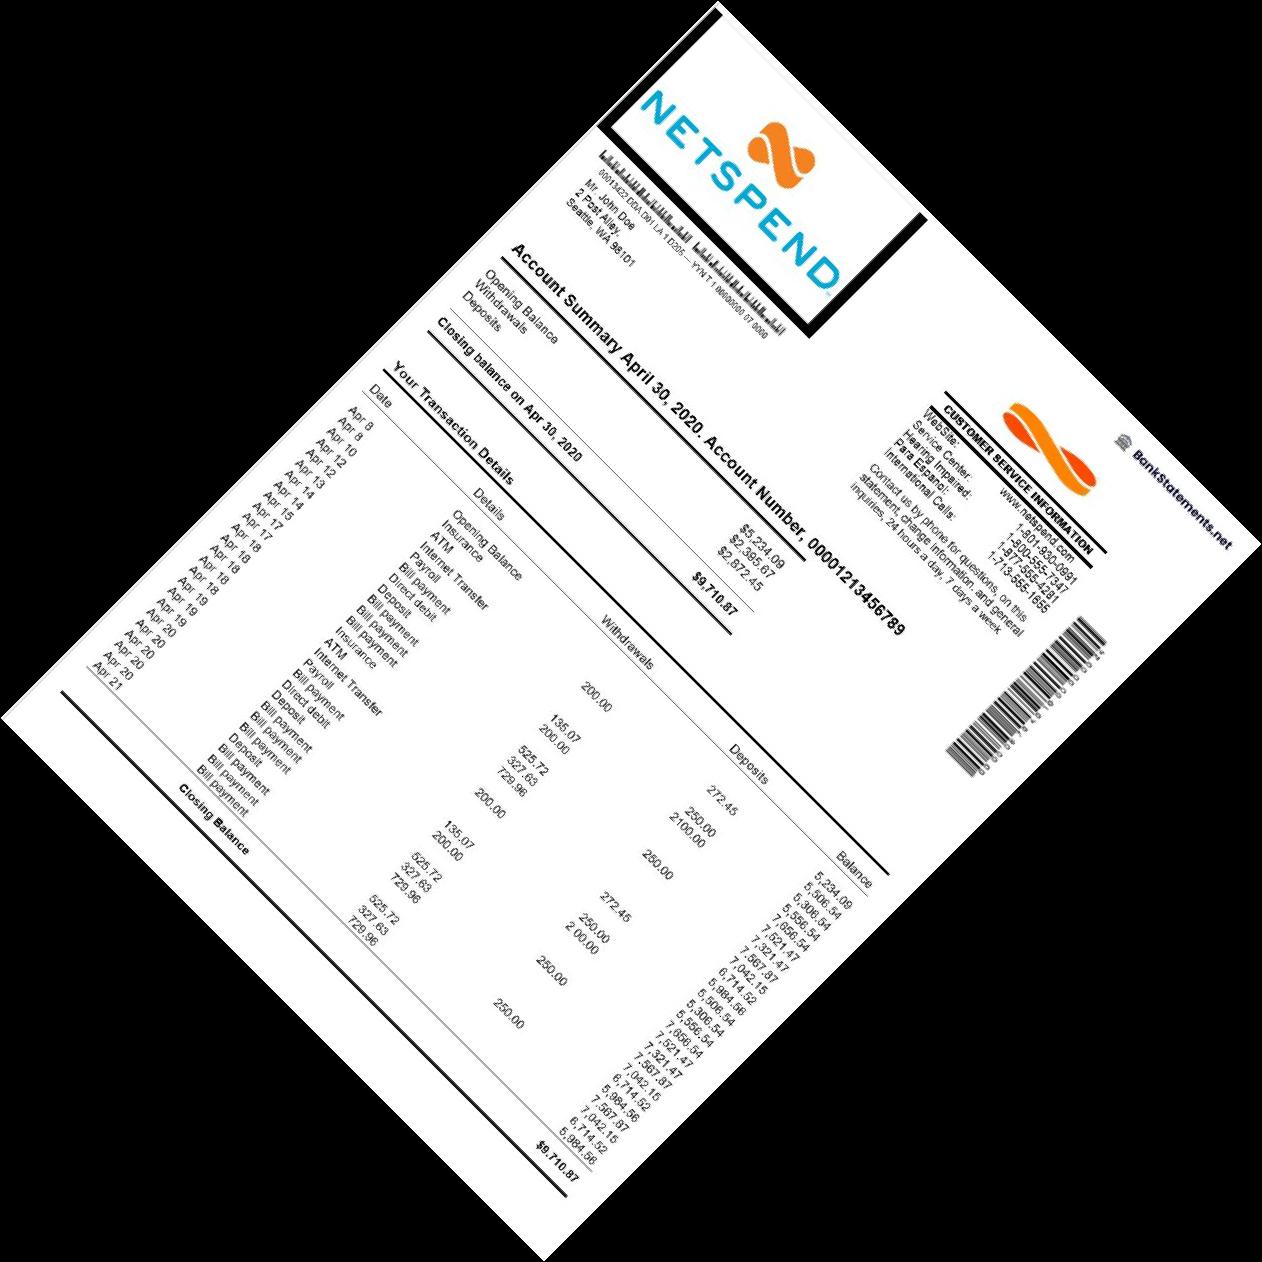 BankStatements.net
NETSPEND
CUSTOMER SERVICE INFORMATION
WebSite: www.netspend.com
Service Center: 1-801-930-0991
Hearing Impaired: 1-800-555-7347
Para Espanol: 1-877-565-4281
International Calls: 1-713-555-1655
Contact us by phone for questions, on this
statement, change information, and general
inquiries, 24 hours a day, 7 days a week
00013422 DDA D01 LA 1 D205 — YYN T 1 00000000 07 0000
Mr. John Doe
2 Post Alley,
Seattle, WA 98101
Account Summary April 30, 2020. Account Number, 00001213456789
Opening Balance $5,234.09
Withdrawals $2,395.67
Deposits $2,872.45
Closing balance on Apr 30, 2020 $9,710.87
Your Transaction Details
Date Details Withdrawals Deposits Balance
Apr 8 Opening Balance 5,234.09
Apr 8 Insurance 272.45 5,506.54
Apr 10 ATM 200.00 5,306.54
Apr 12 Internet Transfer 250.00 5,556.54
Apr 12 Payroll 2100.00 7,656.54
Apr 13 Bill payment 135.07 7,521.47
Apr 14 Direct debit 200.00 7,321.47
Apr 14 Deposit 250.00 7.567.87
Apr 15 Bill payment 525.72 7,042.15
Apr 17 Bill payment 327.63 6,714.52
Apr 17 Bill payment 729.96 5,984.56
Apr 18 Insurance 272.45 5,506.54
Apr 18 ATM 200.00 5,306.54
Apr 18 Internet Transfer 250.00 5,556.54
Apr 18 Payroll 2 00.00 7,656.54
Apr 18 Bill payment 135.07 7,521.47
Apr 19 Direct debit 200.00 7,321.47
Apr 19 Deposit 250.00 7.567.87
Apr 19 Bill payment 525.72 7,042.15
Apr 20 Bill payment 327.63 6,714.52
Apr 20 Bill payment 729.96 5,984.56
Apr 20 Deposit 250.00 7.567.87
Apr 20 Bill payment 525.72 7,042.15
Apr 20 Bill payment 327.63 6,714.52
Apr 21 Bill payment 729.96 5,984.56
Closing Balance $9.710.87